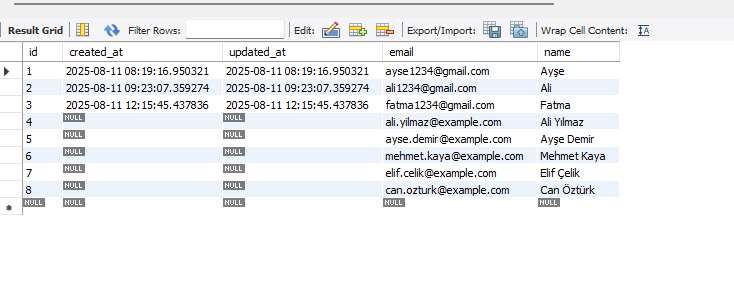 Result Grid Filter Rows: Edit: Export/Import: Wrap Cell Content:
id created_at updated_at email name
1 2025-08-11 08:19:16.950321 2025-08-11 08:19:16.950321 ayse1234@gmail.com Ayşe
2 2025-08-11 09:23:07.359274 2025-08-11 09:23:07.359274 ali1234@gmail.com Ali
3 2025-08-11 12:15:45.437836 2025-08-11 12:15:45.437836 fatma1234@gmail.com Fatma
4 NULL NULL ali.yilmaz@example.com Ali Yılmaz
5 NULL NULL ayse.demir@example.com Ayşe Demir
6 NULL NULL mehmet.kaya@example.com Mehmet Kaya
7 NULL NULL elif.celik@example.com Elif Çelik
8 NULL NULL can.ozturk@example.com Can Öztürk
NULL NULL NULL NULL NULL